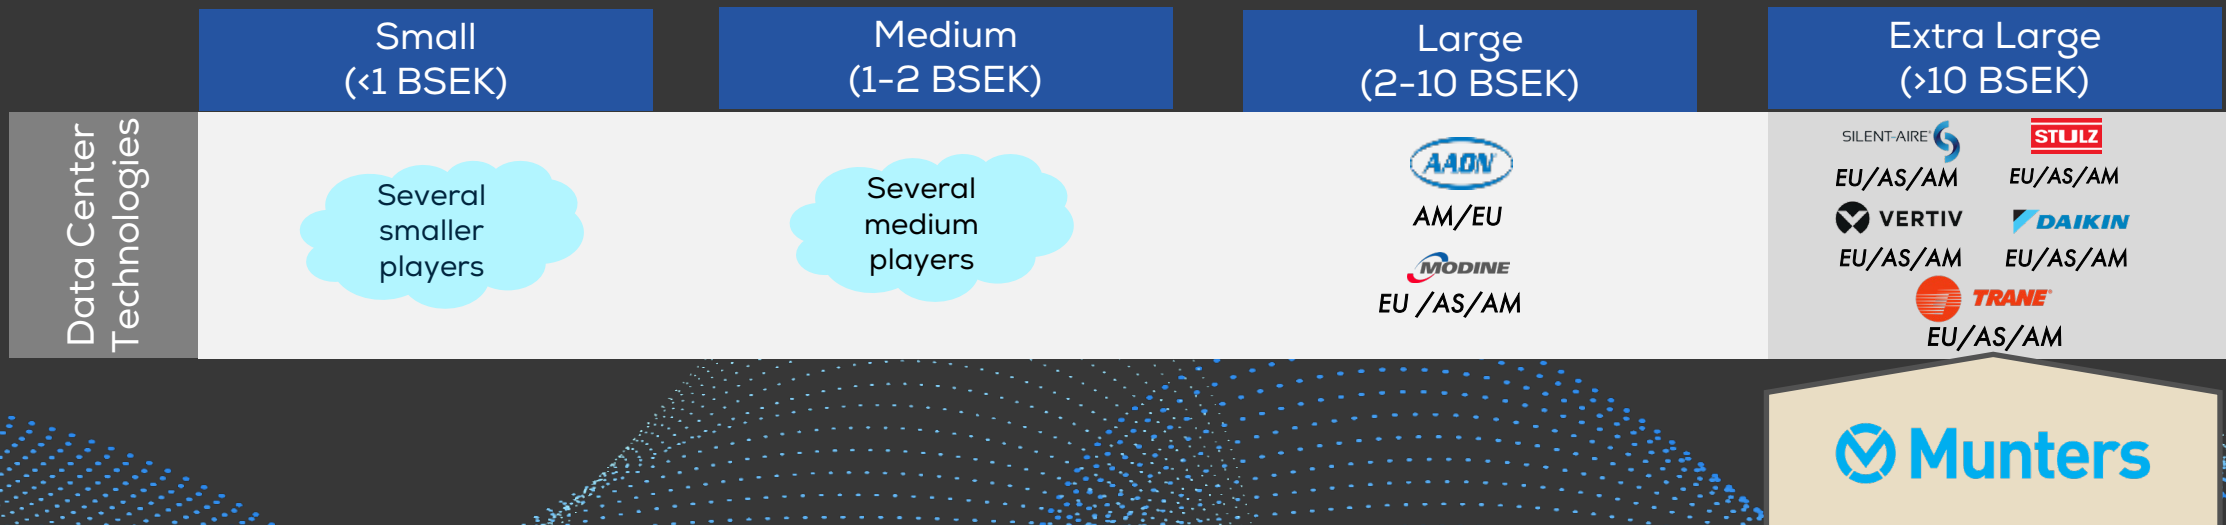 Small
(<1 BSEK)
Medium
(1-2 BSEK)
Large
(2-10 BSEK)
Extra Large
(>10 BSEK)
Data Center
Technologies
Several
smaller
players
Several
medium
players
AAON
AM/EU
MODINE
EU /AS/AM
SILENT-AIRE
EU/AS/AM
STULZ
EU/AS/AM
VERTIV
EU/AS/AM
DAIKIN
EU/AS/AM
TRANE
EU/AS/AM
Munters